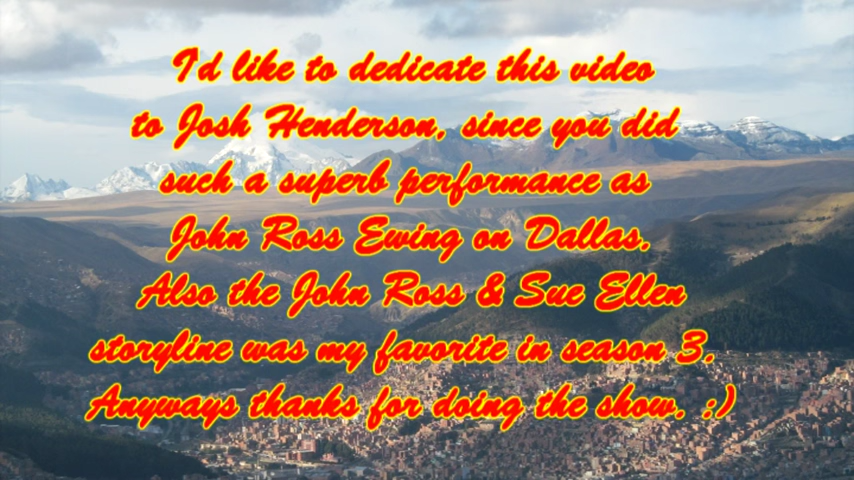 I'd like to dedicate this video
to Josh Henderson, since you did
such a superb performance as
John Ross Ewing on Dallas.
Also the John Ross & Sue Ellen
storyline was my favorite in season 3.
Anyways thanks for doing the show. :)